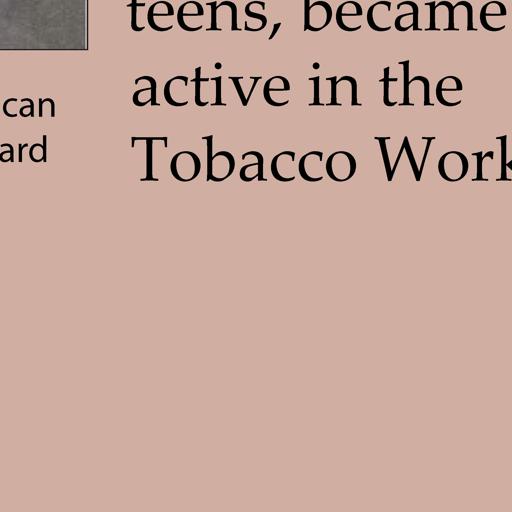 can
ard
teens, became
active in the
Tobacco Work